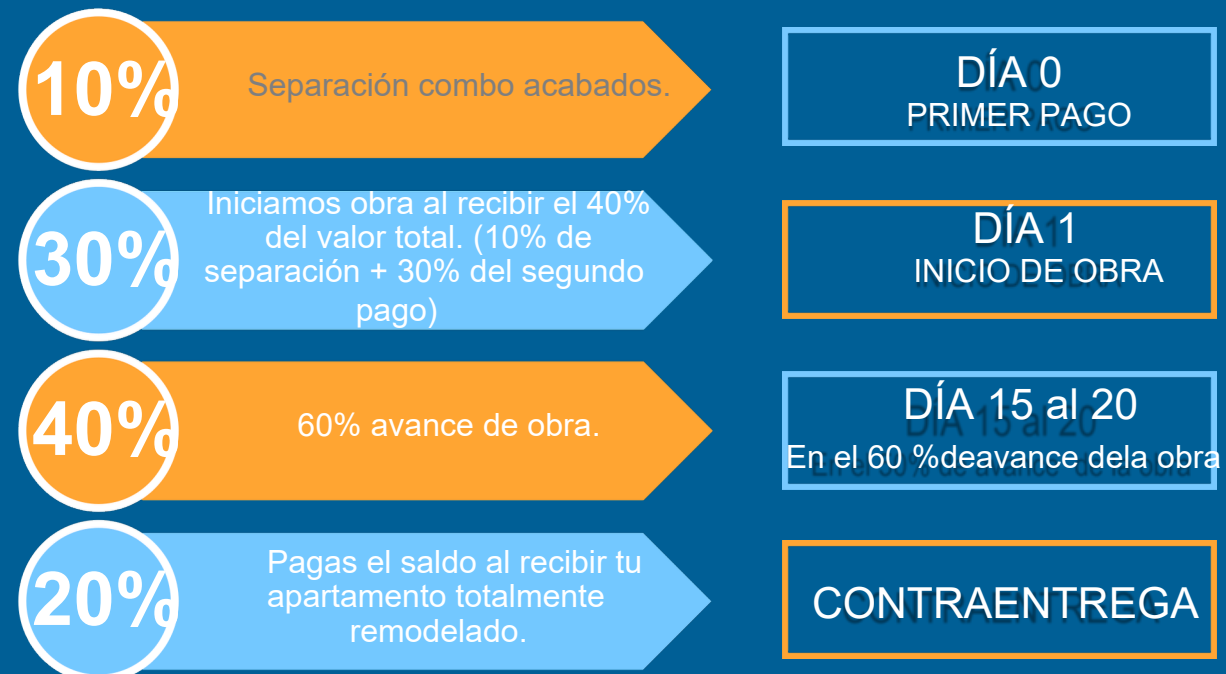 10%
Separación combo acabados.
DÍA 0
PRIMER PAGO
30%
Iniciamos obra al recibir el 40%
del valor total. (10% de
separación + 30% del segundo
pago)
DÍA 1
INICIO DE OBRA
40%
60% avance de obra.
DÍA 15 al 20
En el 60 %deavance dela obra
20%
Pagas el saldo al recibir tu
apartamento totalmente
remodelado.
CONTRAENTREGA